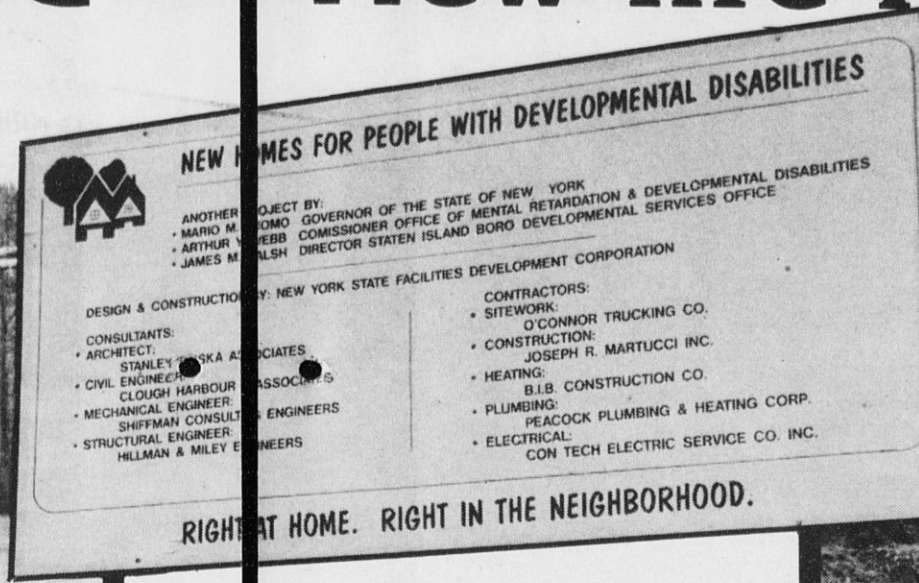 NEW HOMES FOR PEOPLE WITH DEVELOPMENTAL DISABILITIES
ANOTHER PROJECT BY:
• MARIO M. CUOMO GOVERNOR OF THE STATE OF NEW YORK
• ARTHUR Y. WEBB COMISSIONER OFFICE OF MENTAL RETARDATION & DEVELOPMENTAL DISABILITIES
• JAMES M. WALSH DIRECTOR STATEN ISLAND BORO DEVELOPMENTAL SERVICES OFFICE
DESIGN & CONSTRUCTION BY: NEW YORK STATE FACILITIES DEVELOPMENT CORPORATION
CONSULTANTS:
• ARCHITECT:
STANLEY ASSOCIATES
• CIVIL ENGINEER:
CLOUGH HARBOUR & ASSOCIATES
• MECHANICAL ENGINEER:
SHIFFMAN CONSULTING ENGINEERS
• STRUCTURAL ENGINEER:
HILLMAN & MILEY ENGINEERS
CONTRACTORS:
• SITEWORK:
O'CONNOR TRUCKING CO.
• CONSTRUCTION:
JOSEPH R. MARTUCCI INC.
• HEATING:
B.I.B. CONSTRUCTION CO.
• PLUMBING:
PEACOCK PLUMBING & HEATING CORP.
• ELECTRICAL:
CON TECH ELECTRIC SERVICE CO. INC.
RIGHT AT HOME. RIGHT IN THE NEIGHBORHOOD.